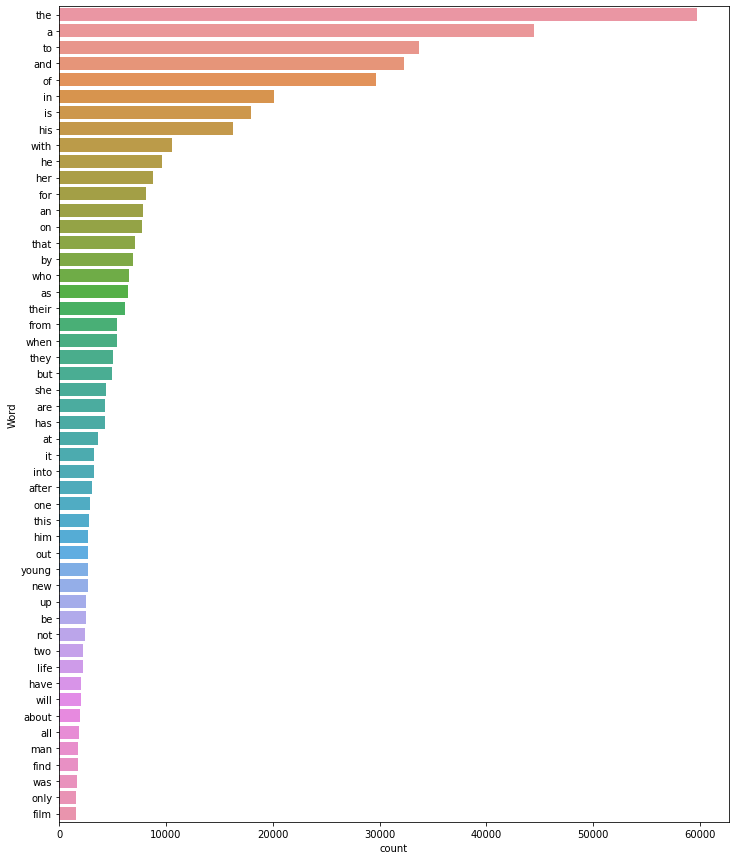 the
a
to
and
of
in
is
his
with
he
her
for
an
on
that
by
who
as
their
from
when
they
but
she
are
has
at
it
into
after
one
this
him
out
young
new
up
be
not
two
life
have
will
about
all
man
find
was
only
film
Word
0 10000 20000 30000 40000 50000 60000
count